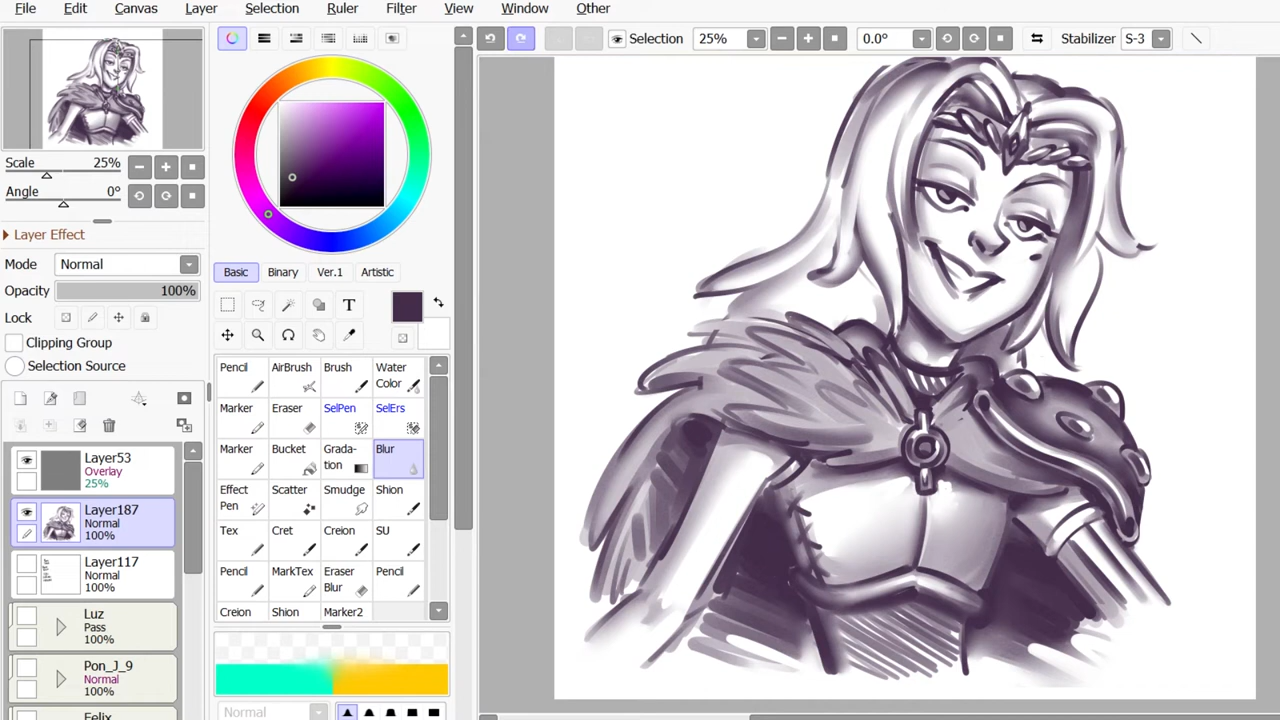 File Edit Canvas Layer Selection Ruler Filter View Window Other
Selection 25% 0.0° Stabilizer S-3
Scale 25%
Angle 0°
Layer Effect
Mode Normal
Opacity 100%
Lock
Clipping Group
Selection Source
Layer53
Overlay
25%
Layer187
Normal
100%
Layer117
Normal
100%
Luz
Pass
100%
Pon_J_9
Normal
100%
Felix
Basic Binary Ver.1 Artistic
T
Pencil AirBrush Brush Water
Color
Marker Eraser SelPen SelErs
Marker Bucket Grada-
tion Blur
Effect
Pen Scatter Smudge Shion
Tex Cret Creion SU
Pencil MarkTex Eraser
Blur Pencil
Creion Shion Marker2
Normal